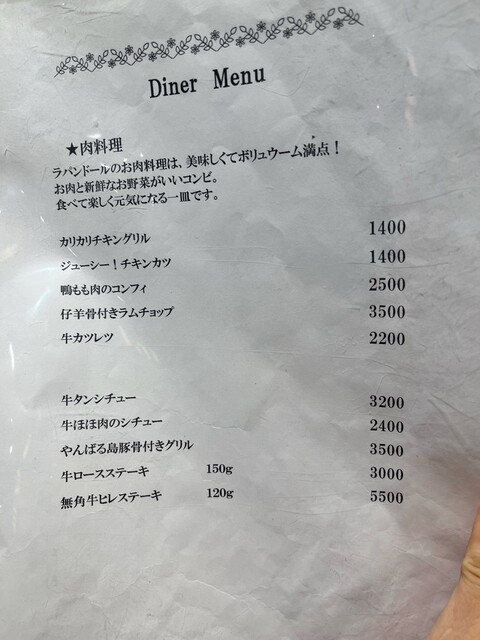 Diner Menu
★肉料理
ラパンドールのお肉料理は、美味しくてボリュウーム満点！
お肉と新鮮なお野菜がいいコンビ。
食べて楽しく元気になる一皿です。
カリカリチキングリル 1400
ジューシー！チキンカツ 1400
鴨もも肉のコンフィ 2500
仔羊骨付きラムチョップ 3500
牛カツレツ 2200
牛タンシチュー 3200
牛ほほ肉のシチュー 2400
やんばる島豚骨付きグリル 3500
牛ロースステーキ 150g 3000
無角牛ヒレステーキ 120g 5500